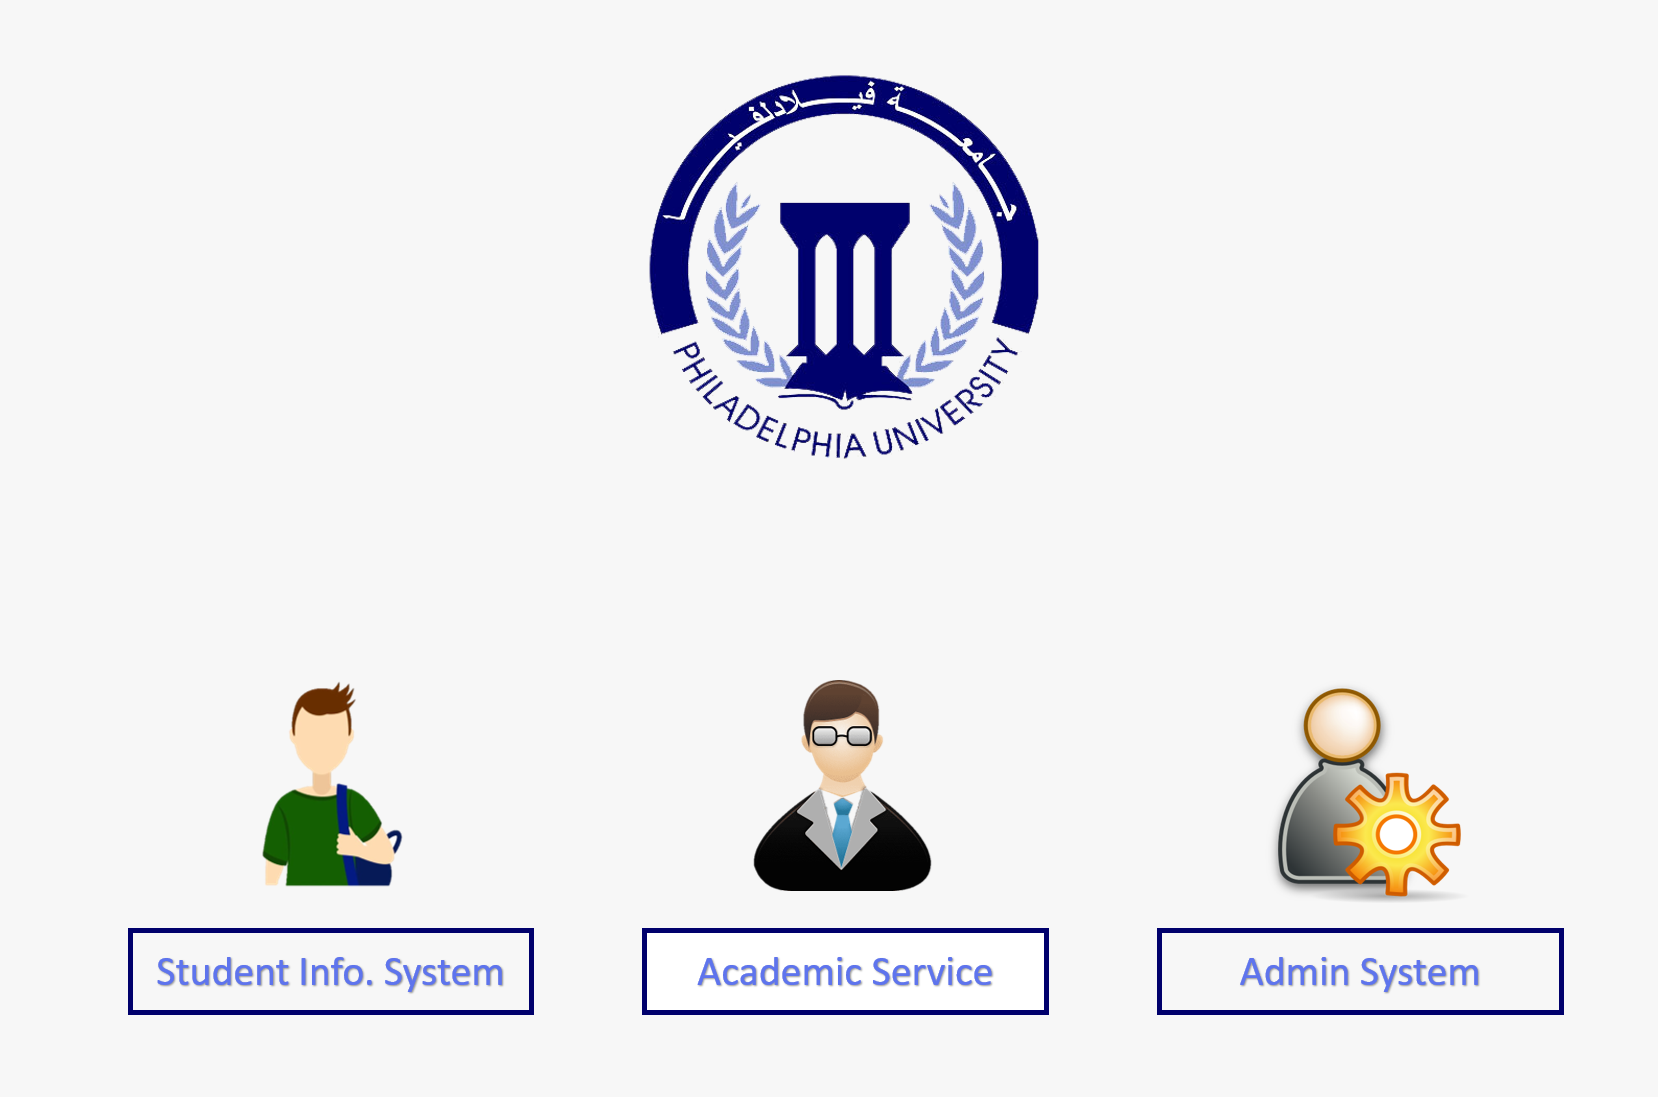 جامعة فيلادلفيا
PHILADELPHIA UNIVERSITY
Student Info. System
Academic Service
Admin System